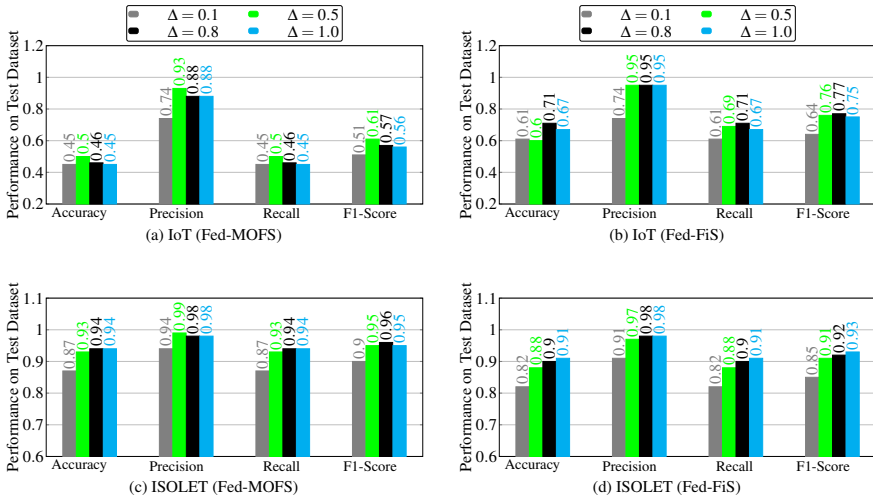 Δ = 0.1 Δ = 0.5
Δ = 0.8 Δ = 1.0
Performance on Test Dataset
1.2
1
0.8
0.6
0.4
0.2
0.45 0.5 0.46 0.45
0.74 0.93 0.88 0.88
0.45 0.5 0.46 0.45
0.51 0.61 0.57 0.56
Accuracy Precision Recall F1-Score
(a) IoT (Fed-MOFS)
Δ = 0.1 Δ = 0.5
Δ = 0.8 Δ = 1.0
Performance on Test Dataset
1.2
1
0.8
0.6
0.4
0.2
0.61 0.6 0.71 0.67
0.74 0.95 0.95 0.95
0.61 0.69 0.71 0.67
0.64 0.76 0.77 0.75
Accuracy Precision Recall F1-Score
(b) IoT (Fed-FiS)
Performance on Test Dataset
1.1
1
0.9
0.8
0.7
0.6
0.87 0.93 0.94 0.94
0.94 0.99 0.98 0.98
0.87 0.93 0.94 0.94
0.9 0.95 0.96 0.95
Accuracy Precision Recall F1-Score
(c) ISOLET (Fed-MOFS)
Performance on Test Dataset
1.1
1
0.9
0.8
0.7
0.6
0.82 0.88 0.9 0.91
0.91 0.97 0.98 0.98
0.82 0.88 0.9 0.91
0.85 0.91 0.92 0.93
Accuracy Precision Recall F1-Score
(d) ISOLET (Fed-FiS)